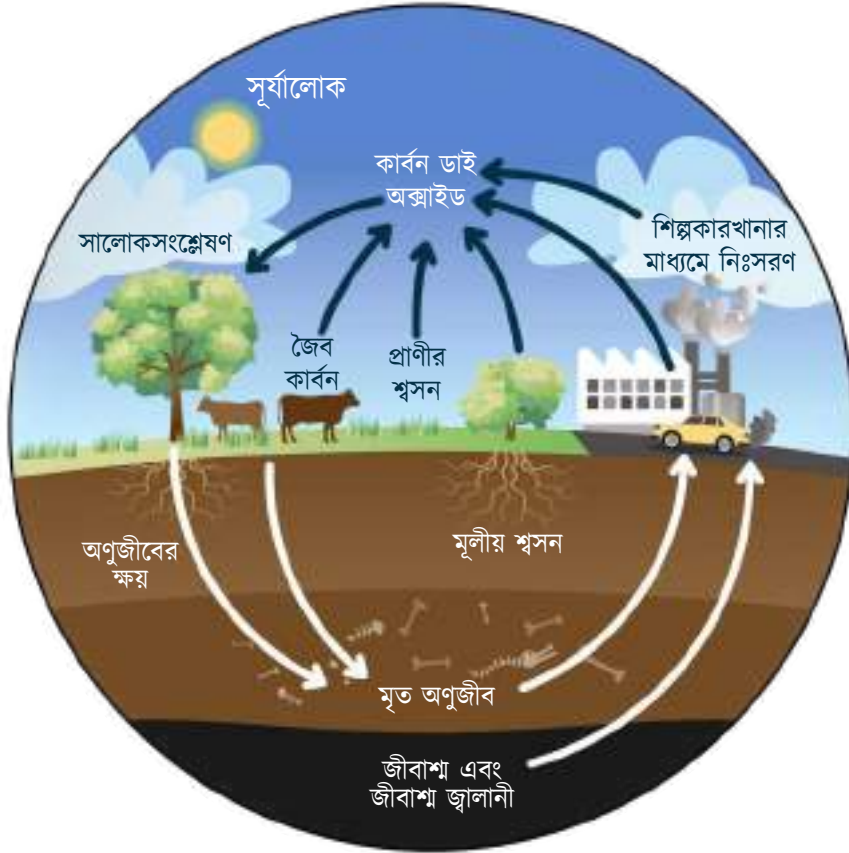 সূর্যালোক
কার্বন ডাই
অক্সাইড
সালোকসংশ্লেষণ
শিল্পকারখানার
মাধ্যমে নিঃসরণ
জৈব
কার্বন
প্রাণীর
শ্বসন
অণুজীবের
ক্ষয়
মূলীয় শ্বসন
মৃত অণুজীব
জীবাশ্ম এবং
জীবাশ্ম জ্বালানী